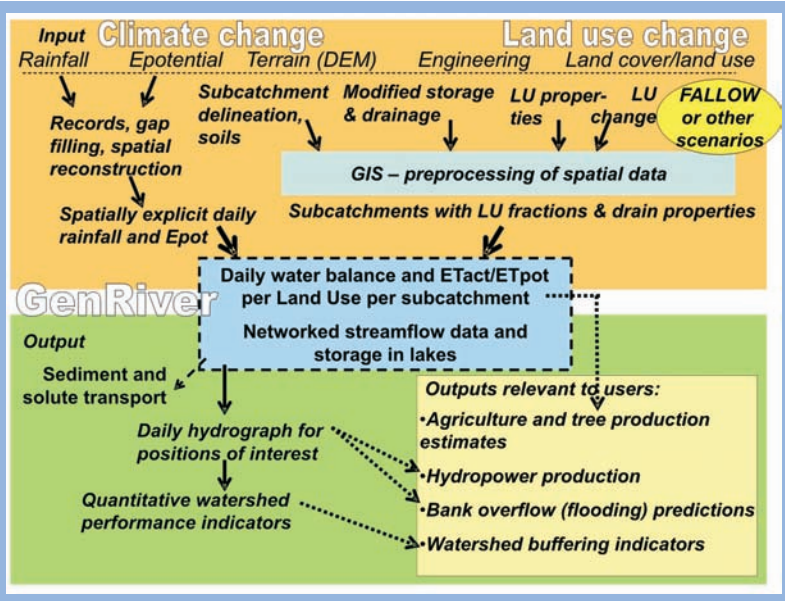 Input
Climate change
Land use change
Rainfall Epotential Terrain (DEM) Engineering Land cover/land use
Records, gap
filling, spatial
reconstruction
Subcatchment
delineation,
soils
Modified storage
& drainage
LU proper-
ties
LU
change
FALLOW
or other
scenarios
GIS – preprocessing of spatial data
Spatially explicit daily
rainfall and Epot
Subcatchments with LU fractions & drain properties
GenRiver
Daily water balance and ETact/ETpot
per Land Use per subcatchment
Networked streamflow data and
storage in lakes
Output
Sediment and
solute transport
Daily hydrograph for
positions of interest
Quantitative watershed
performance indicators
Outputs relevant to users:
•Agriculture and tree production
estimates
•Hydropower production
•Bank overflow (flooding) predictions
•Watershed buffering indicators